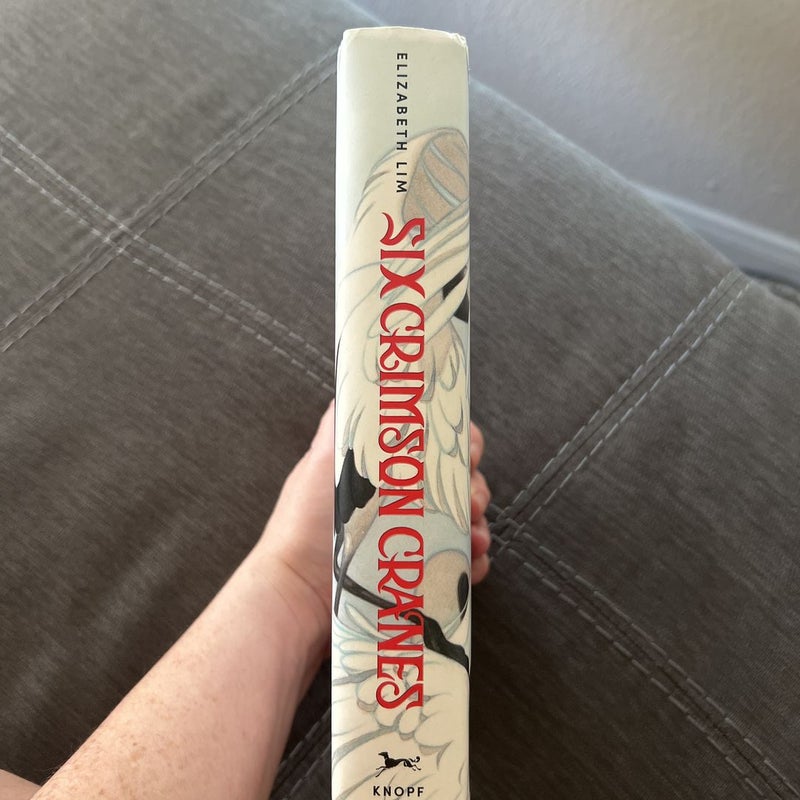 ELIZABETH LIM
SIX CRIMSON CRANES
KNOPF